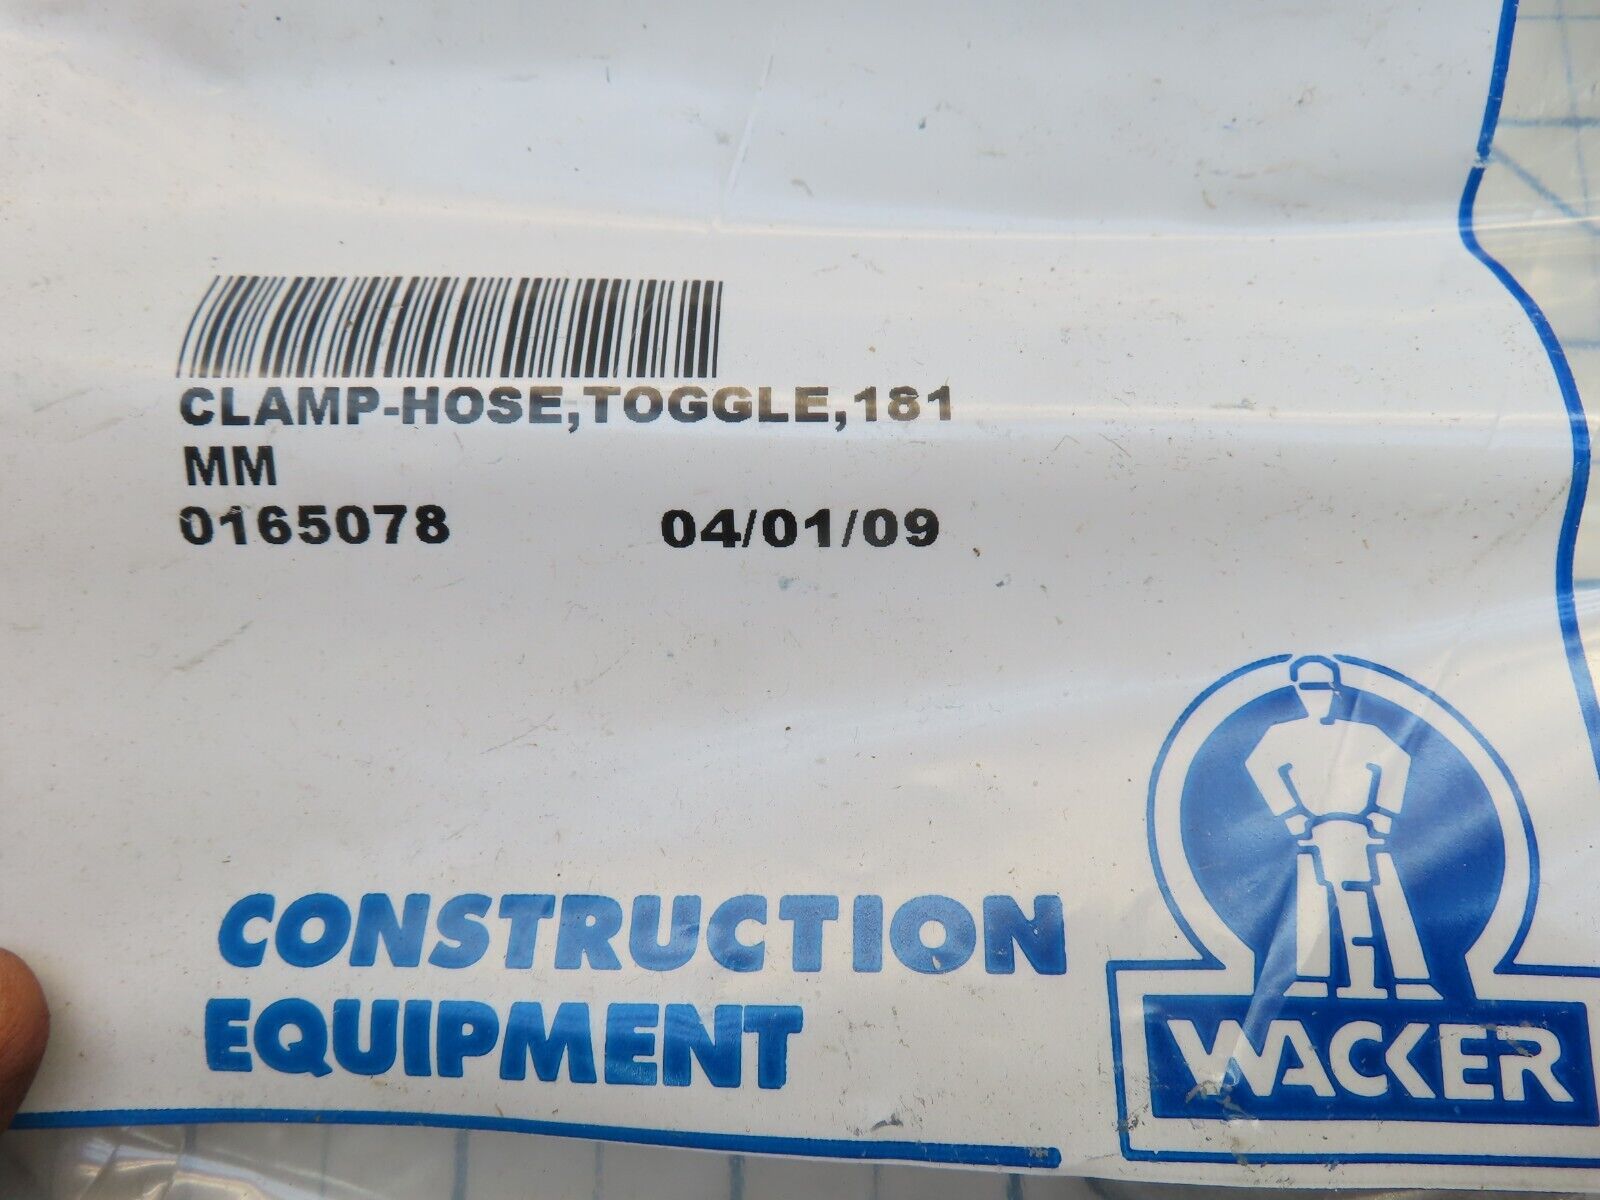 CLAMP-HOSE,TOGGLE,181
MM
0165078 04/01/09
CONSTRUCTION
EQUIPMENT
WACKER